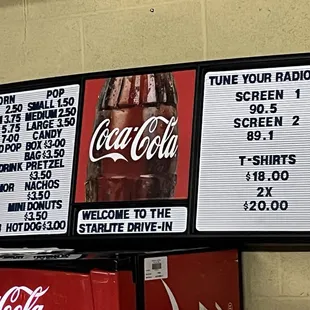 RN POP
2.50 SMALL 1.50
3.75 MEDIUM 2.50
5.75 LARGE 3.50
7.00 CANDY
D POP BOX $3.00
BAG $3.50
DRINK PRETZEL
$3.50
MOR NACHOS
$3.50
MINI DONUTS
$3.50
HOT DOG $3.00
Coca-Cola
WELCOME TO THE
STARLITE DRIVE-IN
TUNE YOUR RADIO
SCREEN 1
90.5
SCREEN 2
89.1
T-SHIRTS
$18.00
2X
$20.00